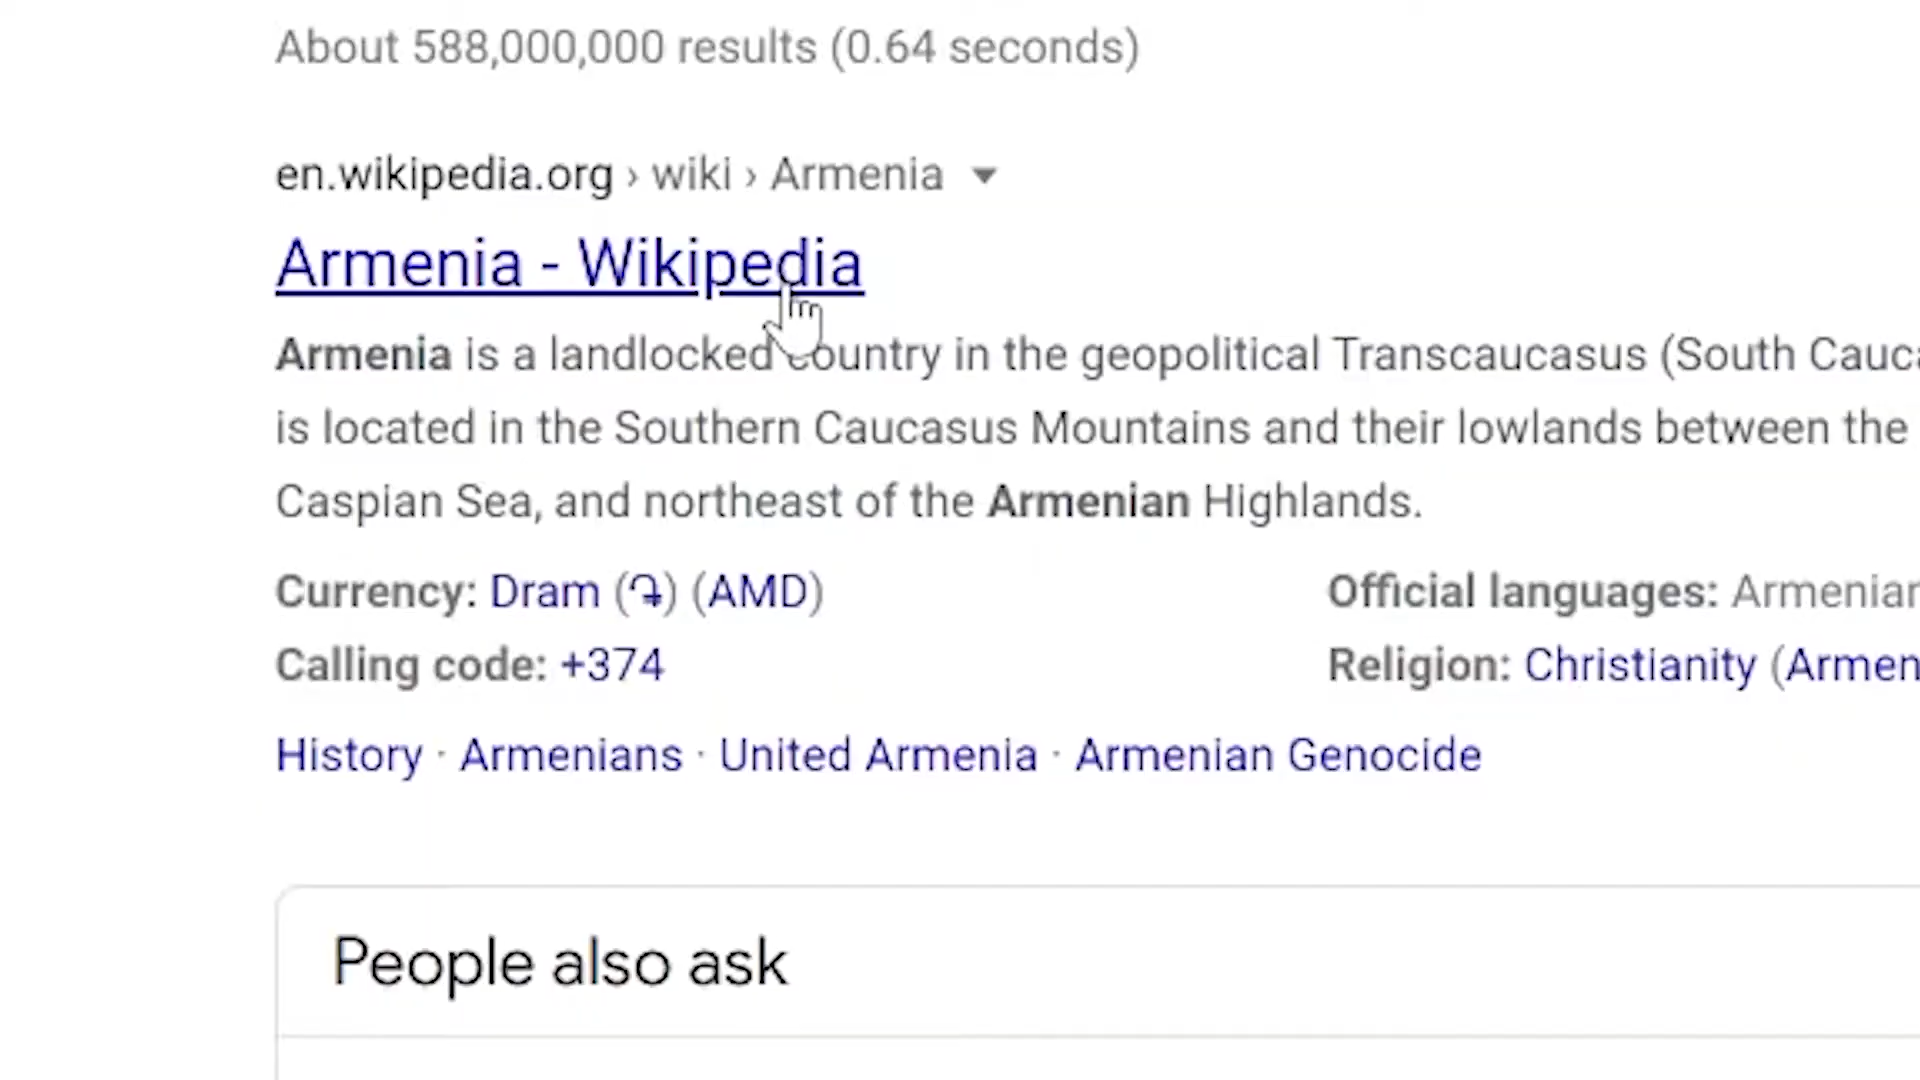 About 588,000,000 results (0.64 seconds)
en.wikipedia.org › wiki › Armenia
Armenia - Wikipedia
Armenia is a landlocked country in the geopolitical Transcaucasus (South Cauca
is located in the Southern Caucasus Mountains and their lowlands between the
Caspian Sea, and northeast of the Armenian Highlands.
Currency: Dram (֏) (AMD) Official languages: Armenian
Calling code: +374 Religion: Christianity (Armen
History · Armenians · United Armenia · Armenian Genocide
People also ask